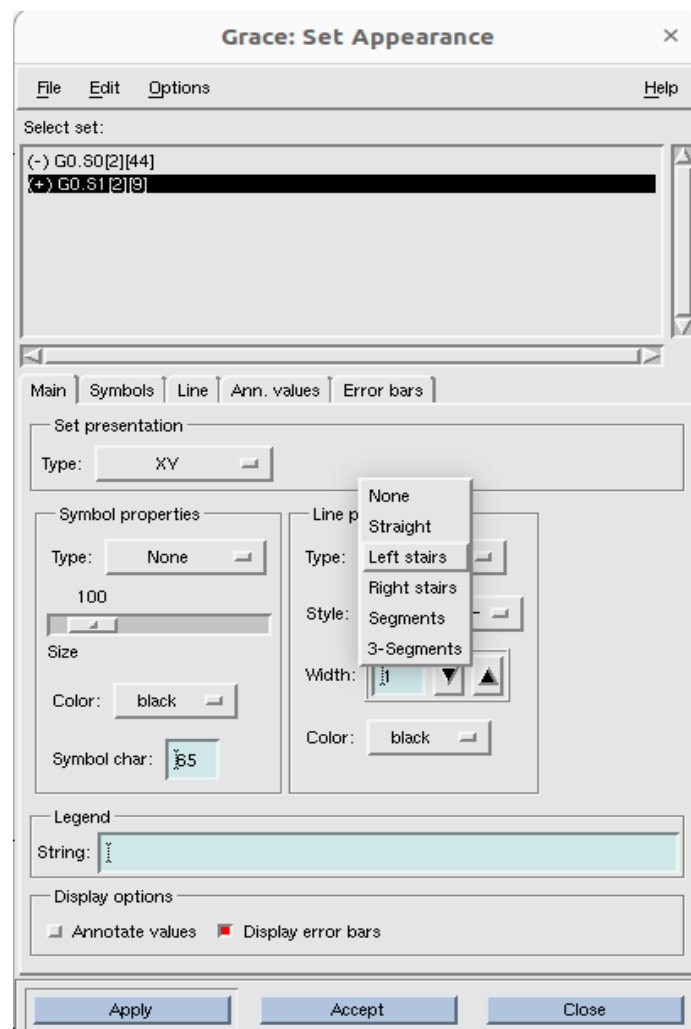 Grace: Set Appearance ×
File Edit Options Help
Select set:
(-) G0.S0[2][44]
(+) G0.S1[2][9]
Main Symbols Line Ann. values Error bars
Set presentation
Type: XY
Symbol properties
Type: None
100
Size
Color: black
Symbol char: 65
Line p
Type:
None
Straight
Left stairs
Right stairs
Segments
3-Segments
Style:
Width: 1
Color: black
Legend
String:
Display options
Annotate values Display error bars
Apply Accept Close